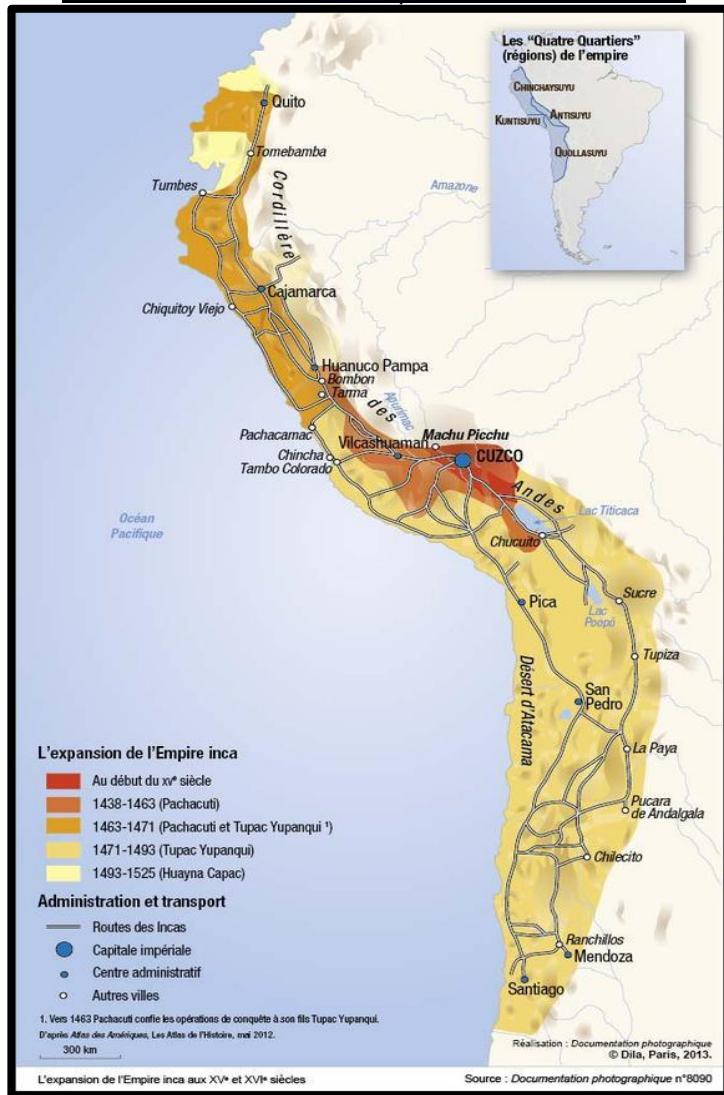 Les “Quatre Quartiers”
(régions) de l’empire
CHINCHAYSUYU
ANTISUYU
KUNTISUYU
QUOLLASUYU
Quito
Tomebamba
Tumbes
Cordillère
Amazone
Cajamarca
Chiquitoy Viejo
Huanuco Pampa
Bombon
Tarma
des
Apurimac
Pachacamac
Machu Picchu
Vilcashuaman
CUZCO
Chincha
Tambo Colorado
Andes
Lac Titicaca
Océan
Pacifique
Chucuito
Pica
Sucre
Lac
Poopó
Tupiza
Désert d’Atacama
San
Pedro
La Paya
Pucara
de Andalgala
Chilecito
Ranchillos
Mendoza
Santiago
L’expansion de l’Empire inca
Au début du XVe siècle
1438-1463 (Pachacuti)
1463-1471 (Pachacuti et Tupac Yupanqui ¹)
1471-1493 (Tupac Yupanqui)
1493-1525 (Huayna Capac)
Administration et transport
Routes des Incas
Capitale impériale
Centre administratif
Autres villes
1. Vers 1463 Pachacuti confie les opérations de conquête à son fils Tupac Yupanqui.
D’après Atlas des Amériques, Les Atlas de l’Histoire, mai 2012.
300 km
Réalisation : Documentation photographique
© Dila, Paris, 2013.
L’expansion de l’Empire inca aux XVe et XVIe siècles
Source : Documentation photographique n°8090